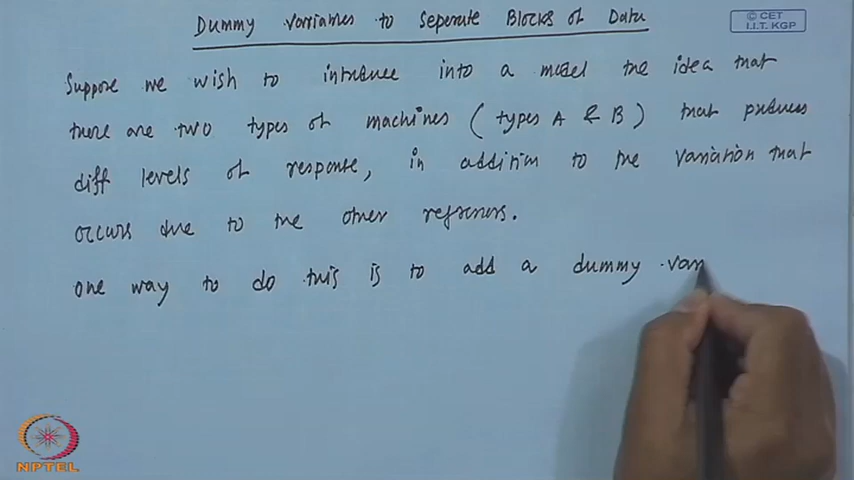 Dummy variables to Seperate Blocks of Data
© CET
I.I.T. KGP
Suppose we wish to introduce into a model the idea that
there are two types of machines (types A & B) that produces
diff levels of response, in addition to the variation that
occurs due to the other
one way to do this is to add a dummy var
NPTEL